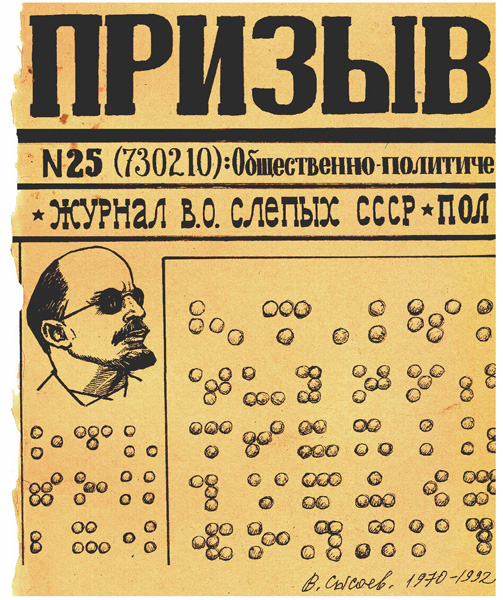 ПРИЗЫВ
N25 (730210):Общественно-политиче
★ЖУРНАЛ В.О. СЛЕПЫХ СССР★ПОЛ
В. Сысоев. 1970-1992